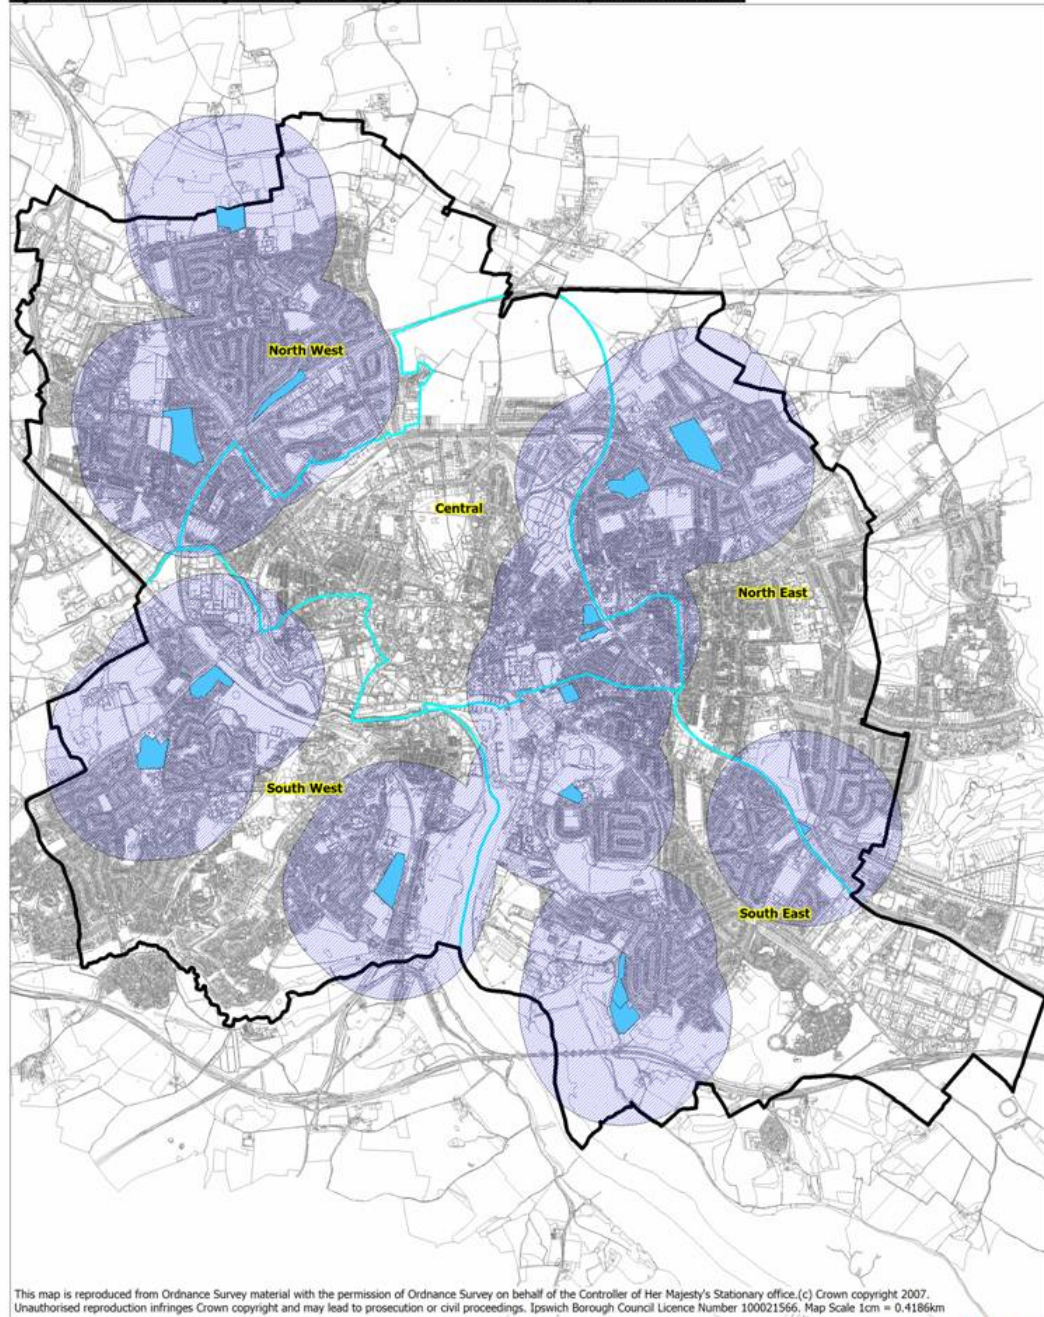 North West
Central
North East
South West
South East
This map is reproduced from Ordnance Survey material with the permission of Ordnance Survey on behalf of the Controller of Her Majesty's Stationary office.(c) Crown copyright 2007.
Unauthorised reproduction infringes Crown copyright and may lead to prosecution or civil proceedings. Ipswich Borough Council Licence Number 100021566. Map Scale 1cm = 0.4186km